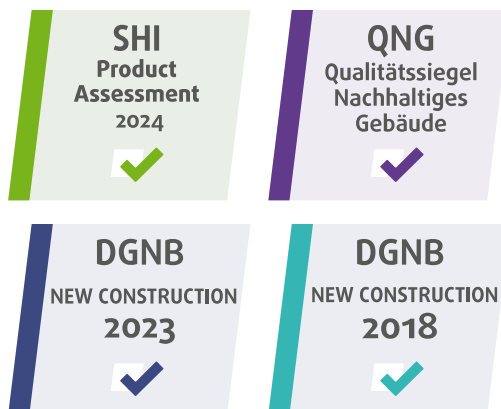 SHI
Product
Assessment
2024
QNG
Qualitätssiegel
Nachhaltiges
Gebäude
DGNB
NEW CONSTRUCTION
2023
DGNB
NEW CONSTRUCTION
2018